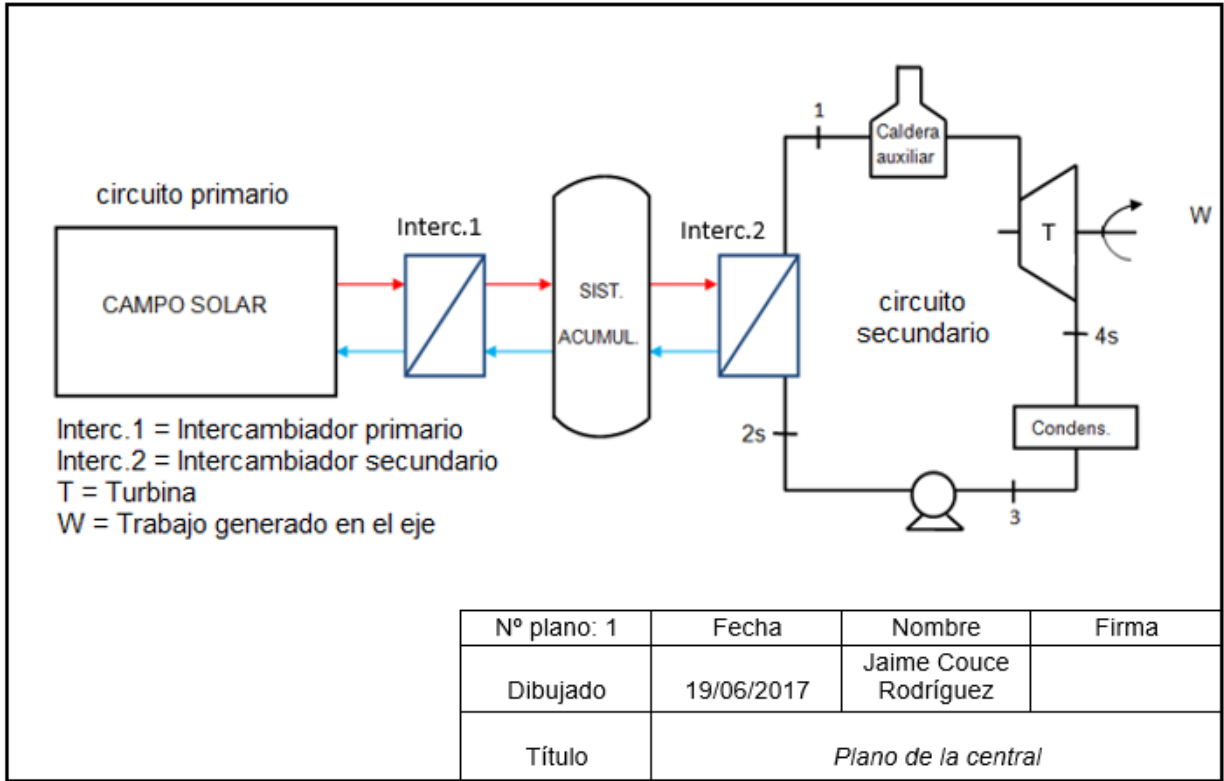 circuito primario
CAMPO SOLAR
Interc.1
SIST.
ACUMUL.
Interc.2
1
Caldera
auxiliar
T
W
circuito
secundario
4s
Condens.
2s
3
Interc.1 = Intercambiador primario
Interc.2 = Intercambiador secundario
T = Turbina
W = Trabajo generado en el eje
Nº plano: 1
Fecha
Nombre
Firma
Dibujado
19/06/2017
Jaime Couce
Rodríguez
Título
Plano de la central